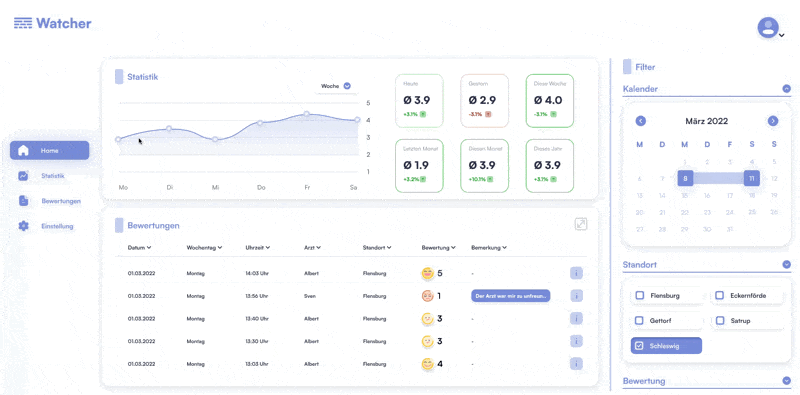 Watcher
Home
Statistik
Bewertungen
Einstellung
Statistik
Woche
5
4
3
2
1
Mo Di Mi Do Fr Sa
Heute
Ø 3.9
+3.1%
Gestern
Ø 2.9
-3.1%
Diese Woche
Ø 4.0
-3.1%
Letzten Monat
Ø 1.9
+3.2%
Diesen Monat
Ø 3.9
+10.1%
Dieses Jahr
Ø 3.9
+3.1%
Bewertungen
Datum Wochentag Uhrzeit Arzt Standort Bewertung Bemerkung
01.03.2022 Montag 14:03 Uhr Albert Flensburg 5 - i
01.03.2022 Montag 13:56 Uhr Sven Flensburg 1 Der Arzt war mir zu unfreun... i
01.03.2022 Montag 13:40 Uhr Albert Flensburg 3 - i
01.03.2022 Montag 13:30 Uhr Albert Flensburg 3 - i
01.03.2022 Montag 13:03 Uhr Albert Flensburg 4 - i
Filter
Kalender
März 2022
M D M D F S S
1 2 3 4 5
6 7 8 9 10 11 12
13 14 15 16 17 18 19
20 21 22 23 24 25 26
27 28 29 30 31
Standort
Flensburg Eckernförde
Gettorf Satrup
Schleswig
Bewertung